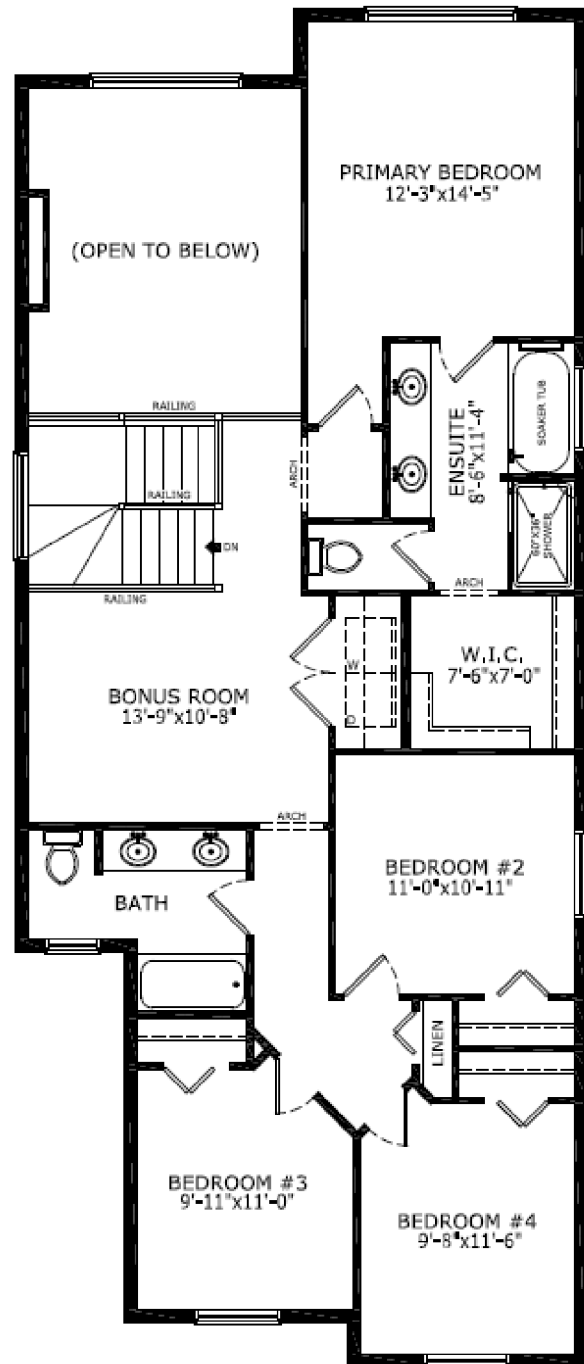 PRIMARY BEDROOM
12'-3"x14'-5"
(OPEN TO BELOW)
RAILING
ENSUITE
8'-6"x11'-4"
SOAKER TUB
ARCH
RAILING
60"X36"
SHOWER
DN
ARCH
RAILING
W
D
W.I.C.
7'-6"x7'-0"
BONUS ROOM
13'-9"x10'-8"
ARCH
BEDROOM #2
11'-0"x10'-11"
BATH
LINEN
BEDROOM #3
9'-11"x11'-0"
BEDROOM #4
9'-8"x11'-6"